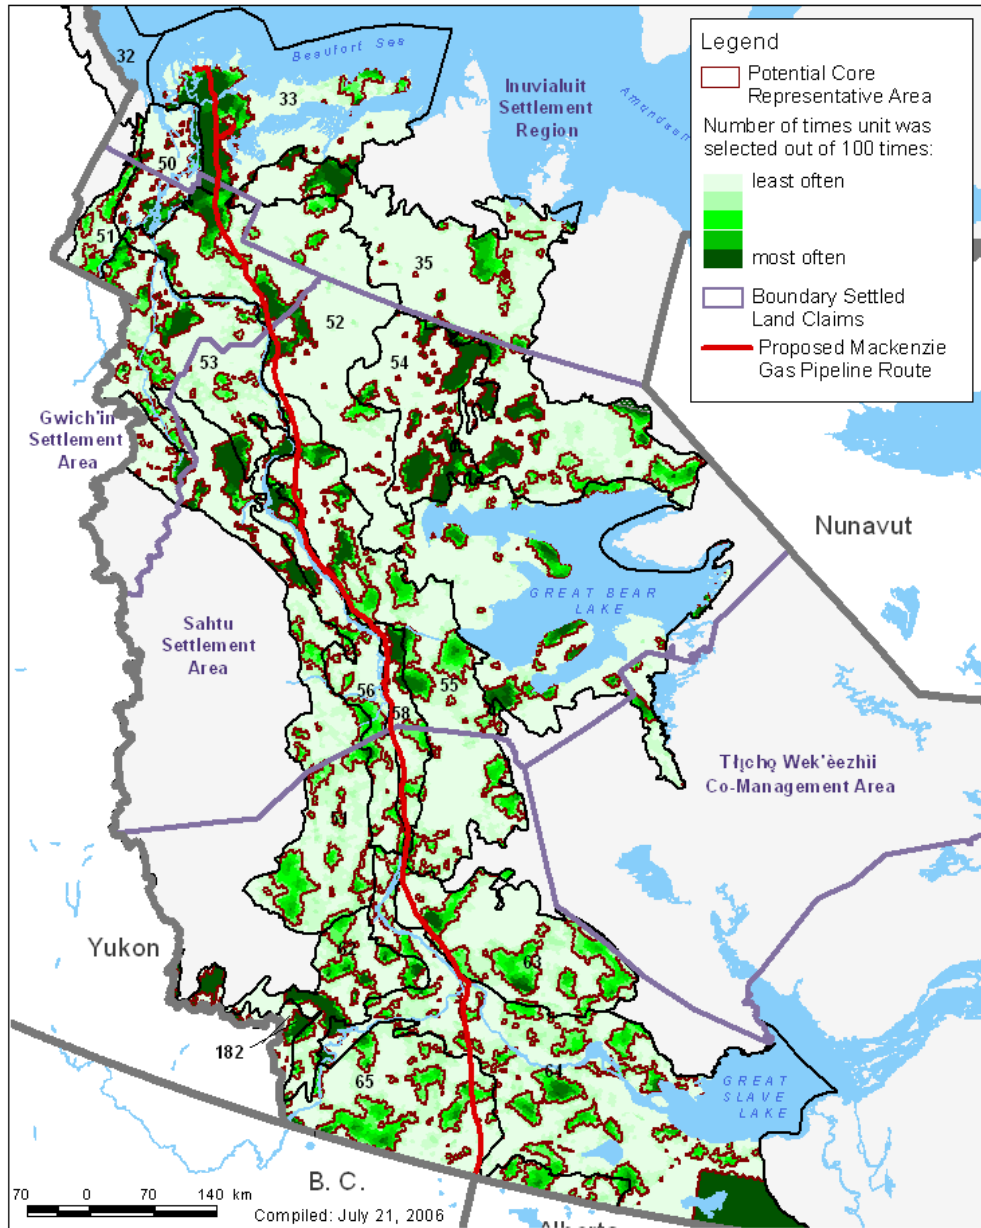 Beaufort Sea
32
33
Inuvialuit
Settlement
Region
50
51
35
52
53
54
Gwich'in
Settlement
Area
Nunavut
GREAT BEAR
LAKE
Sahtu
Settlement
Area
56
55
58
Tłı̨chǫ Wek'èezhìi
Co-Management Area
Yukon
63
182
65
64
GREAT
SLAVE
LAKE
B. C.
Alberta
70 0 70 140 km
Compiled: July 21, 2006
Legend
Potential Core
Representative Area
Number of times unit was
selected out of 100 times:
least often
most often
Boundary Settled
Land Claims
Proposed Mackenzie
Gas Pipeline Route